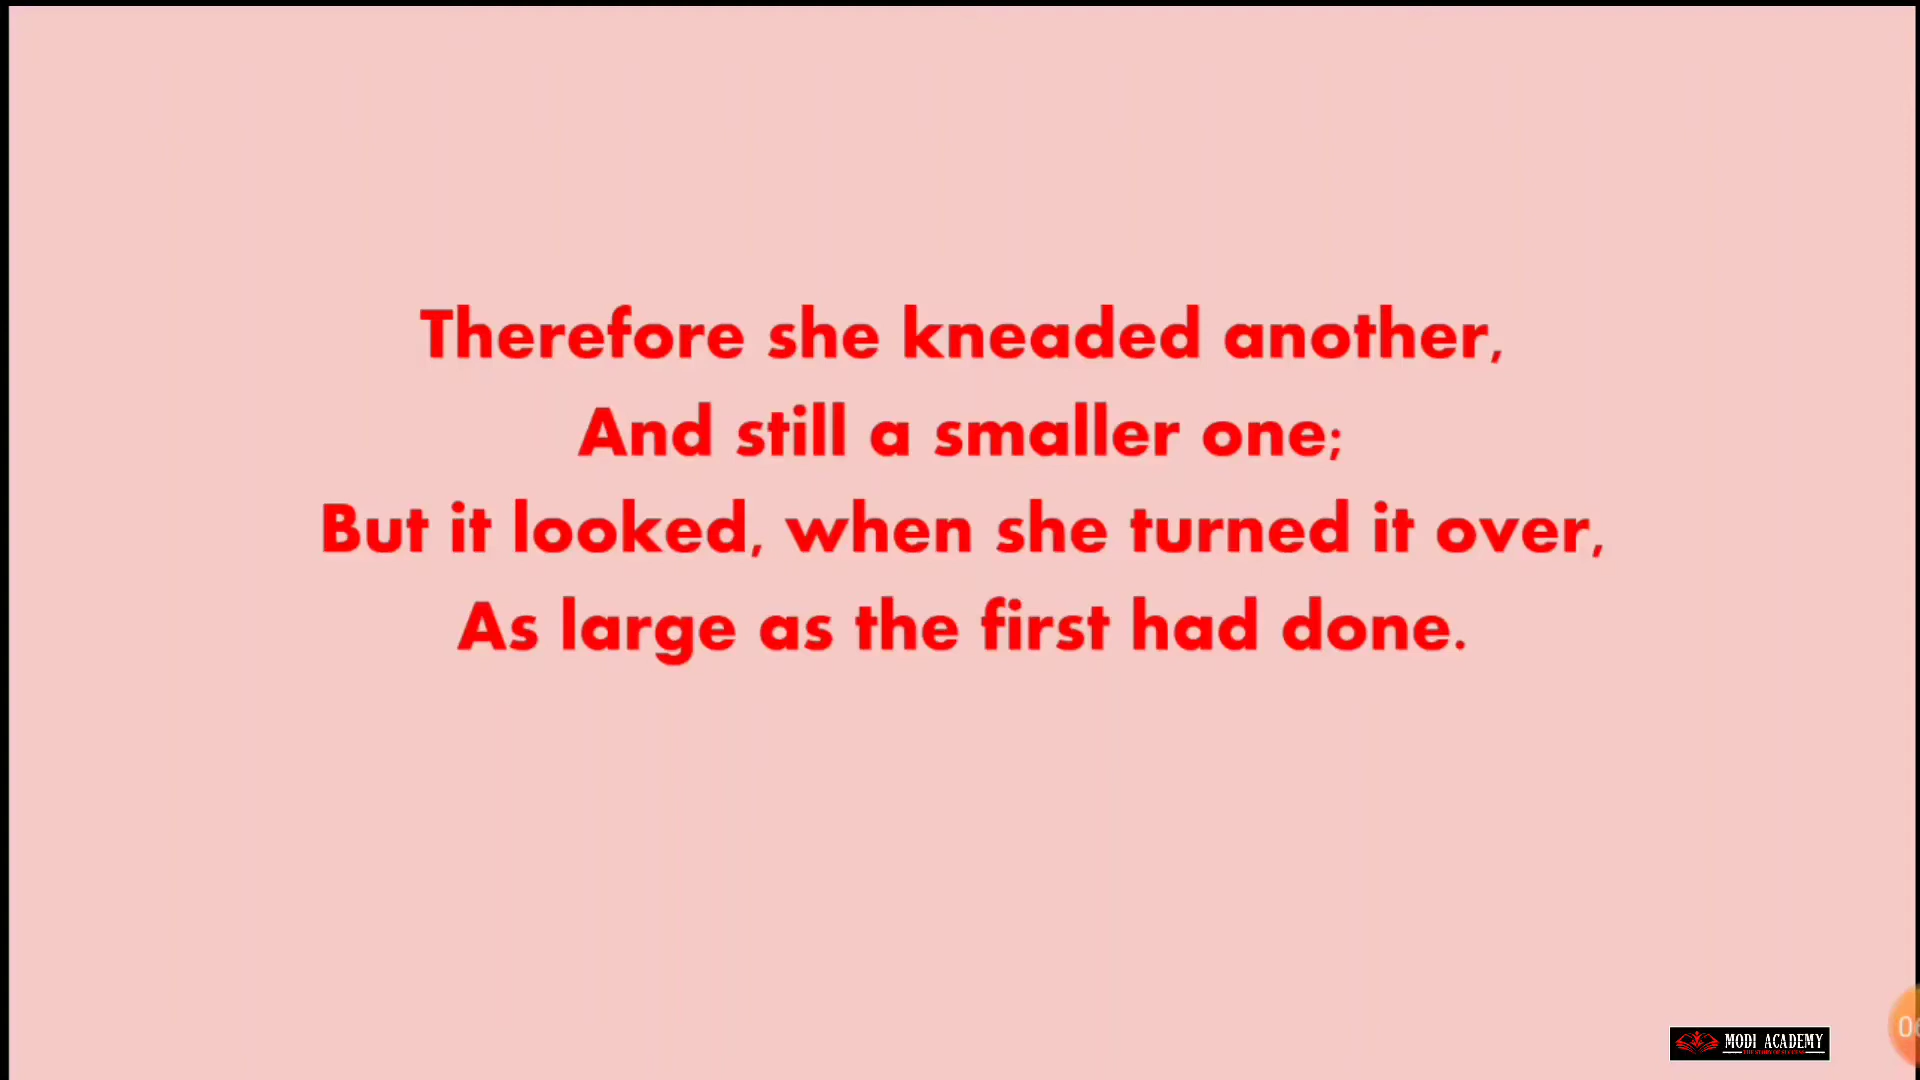 Therefore she kneaded another,
And still a smaller one;
But it looked, when she turned it over,
As large as the first had done.
MODI ACADEMY